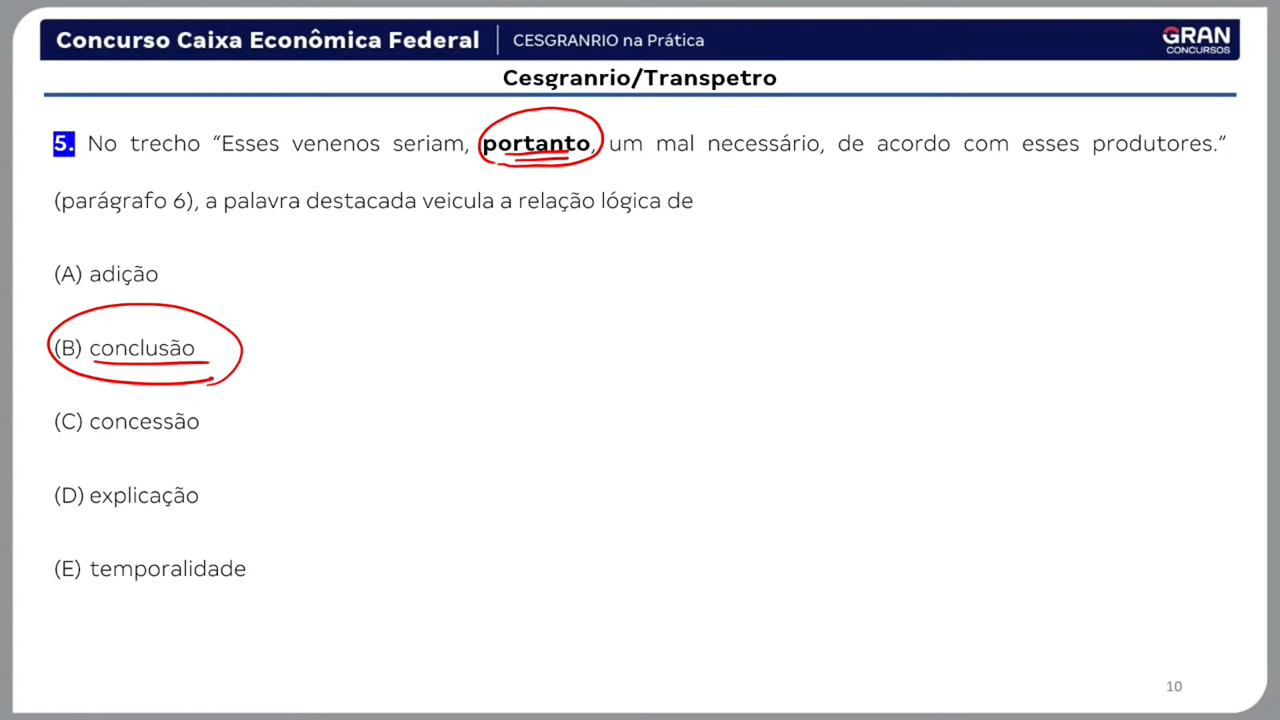 Concurso Caixa Econômica Federal | CESGRANRIO na Prática
GRAN
CONCURSOS
Cesgranrio/Transpetro
5. No trecho “Esses venenos seriam, portanto, um mal necessário, de acordo com esses produtores.”
(parágrafo 6), a palavra destacada veicula a relação lógica de
(A) adição
(B) conclusão
(C) concessão
(D) explicação
(E) temporalidade
10